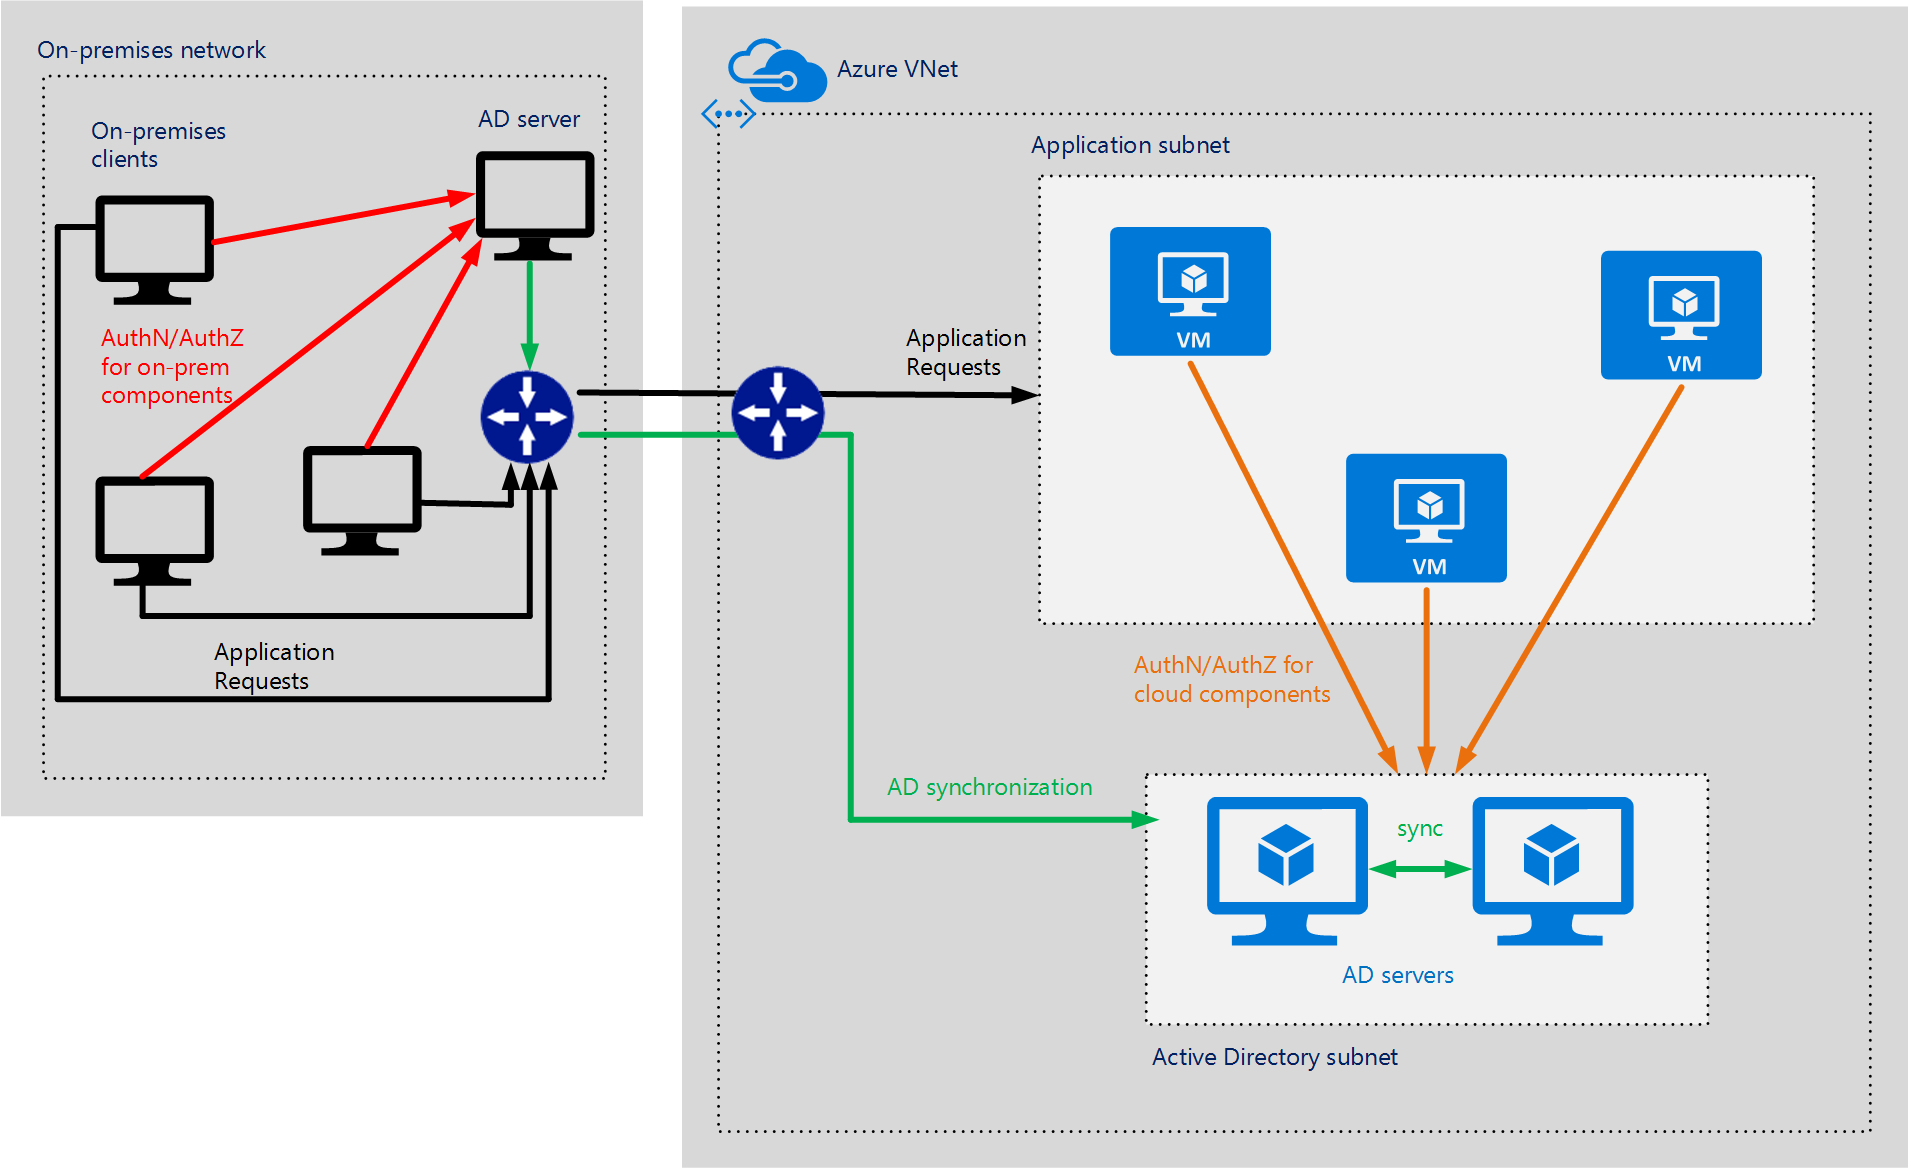 On-premises network
On-premises
clients
AD server
AuthN/AuthZ
for on-prem
components
Application
Requests
Azure VNet
Application subnet
Application
Requests
VM
VM
VM
AuthN/AuthZ for
cloud components
AD synchronization
sync
AD servers
Active Directory subnet